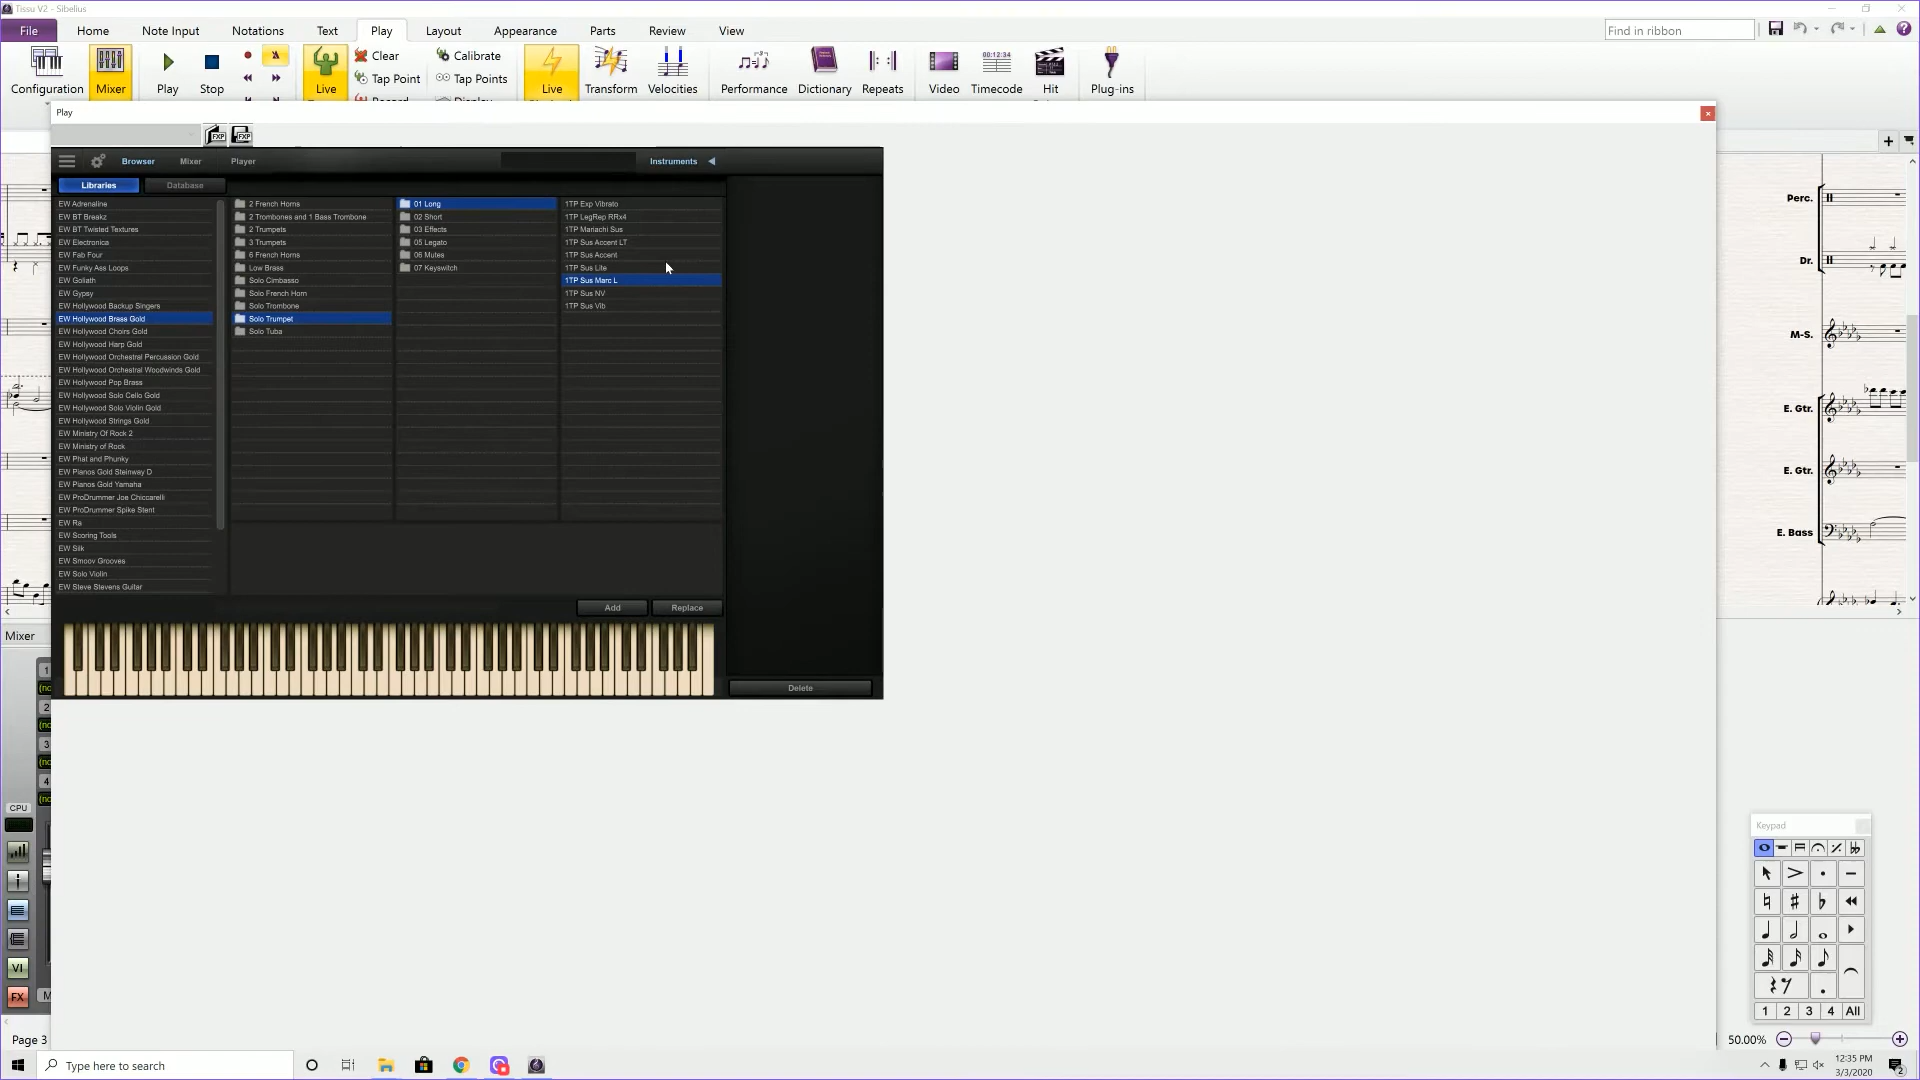 Tissu V2 - Sibelius
File Home Note Input Notations Text Play Layout Appearance Parts Review View Find in ribbon
Clear Calibrate
Tap Point Tap Points
Configuration Mixer Play Stop Live Live Transform Velocities Performance Dictionary Repeats Video Timecode Hit Plug-ins
00:12:34
Play
FXP FXP
Browser Mixer Player Instruments
Libraries Database
EW Adrenaline
EW BT Breakz
EW BT Twisted Textures
EW Electronica
EW Fab Four
EW Funky Ass Loops
EW Goliath
EW Gypsy
EW Hollywood Backup Singers
EW Hollywood Brass Gold
EW Hollywood Choirs Gold
EW Hollywood Harp Gold
EW Hollywood Orchestral Percussion Gold
EW Hollywood Orchestral Woodwinds Gold
EW Hollywood Pop Brass
EW Hollywood Solo Cello Gold
EW Hollywood Solo Violin Gold
EW Hollywood Strings Gold
EW Ministry Of Rock 2
EW Ministry of Rock
EW Phat and Phunky
EW Pianos Gold Steinway D
EW Pianos Gold Yamaha
EW ProDrummer Joe Chiccarelli
EW ProDrummer Spike Stent
EW Ra
EW Scoring Tools
EW Silk
EW Smoov Grooves
EW Solo Violin
EW Steve Stevens Guitar
2 French Horns
2 Trombones and 1 Bass Trombone
2 Trumpets
3 Trumpets
6 French Horns
Low Brass
Solo Cimbasso
Solo French Horn
Solo Trombone
Solo Trumpet
Solo Tuba
01 Long
02 Short
03 Effects
05 Legato
06 Mutes
07 Keyswitch
1TP Exp Vibrato
1TP LegRep RRx4
1TP Mariachi Sus
1TP Sus Accent LT
1TP Sus Accent
1TP Sus Lite
1TP Sus Marc L
1TP Sus NV
1TP Sus Vib
Add Replace
Delete
Perc.
Dr.
M-S.
E. Gtr.
E. Gtr.
E. Bass
Mixer
1
2
3
4
CPU
VI
FX
Keypad
1 2 3 4 All
Page 3
50.00%
Type here to search
12:35 PM
3/3/2020
2